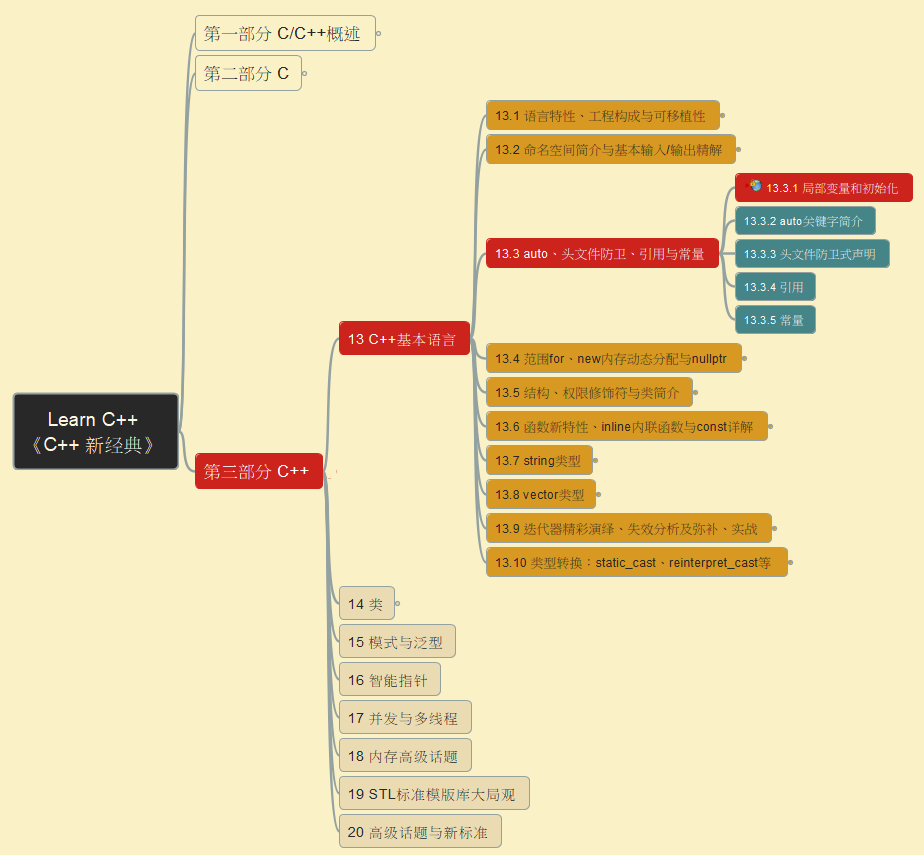 第一部分 C/C++概述
第二部分 C
13.1 语言特性、工程构成与可移植性
13.2 命名空间简介与基本输入/输出精解
13.3.1 局部变量和初始化
13.3.2 auto关键字简介
13.3 auto、头文件防卫、引用与常量
13.3.3 头文件防卫式声明
13.3.4 引用
13.3.5 常量
13 C++基本语言
13.4 范围for、new内存动态分配与nullptr
13.5 结构、权限修饰符与类简介
Learn C++
《C++ 新经典》
13.6 函数新特性、inline内联函数与const详解
13.7 string类型
第三部分 C++
13.8 vector类型
13.9 迭代器精彩演绎、失效分析及弥补、实战
13.10 类型转换：static_cast、reinterpret_cast等
14 类
15 模式与泛型
16 智能指针
17 并发与多线程
18 内存高级话题
19 STL标准模版库大局观
20 高级话题与新标准